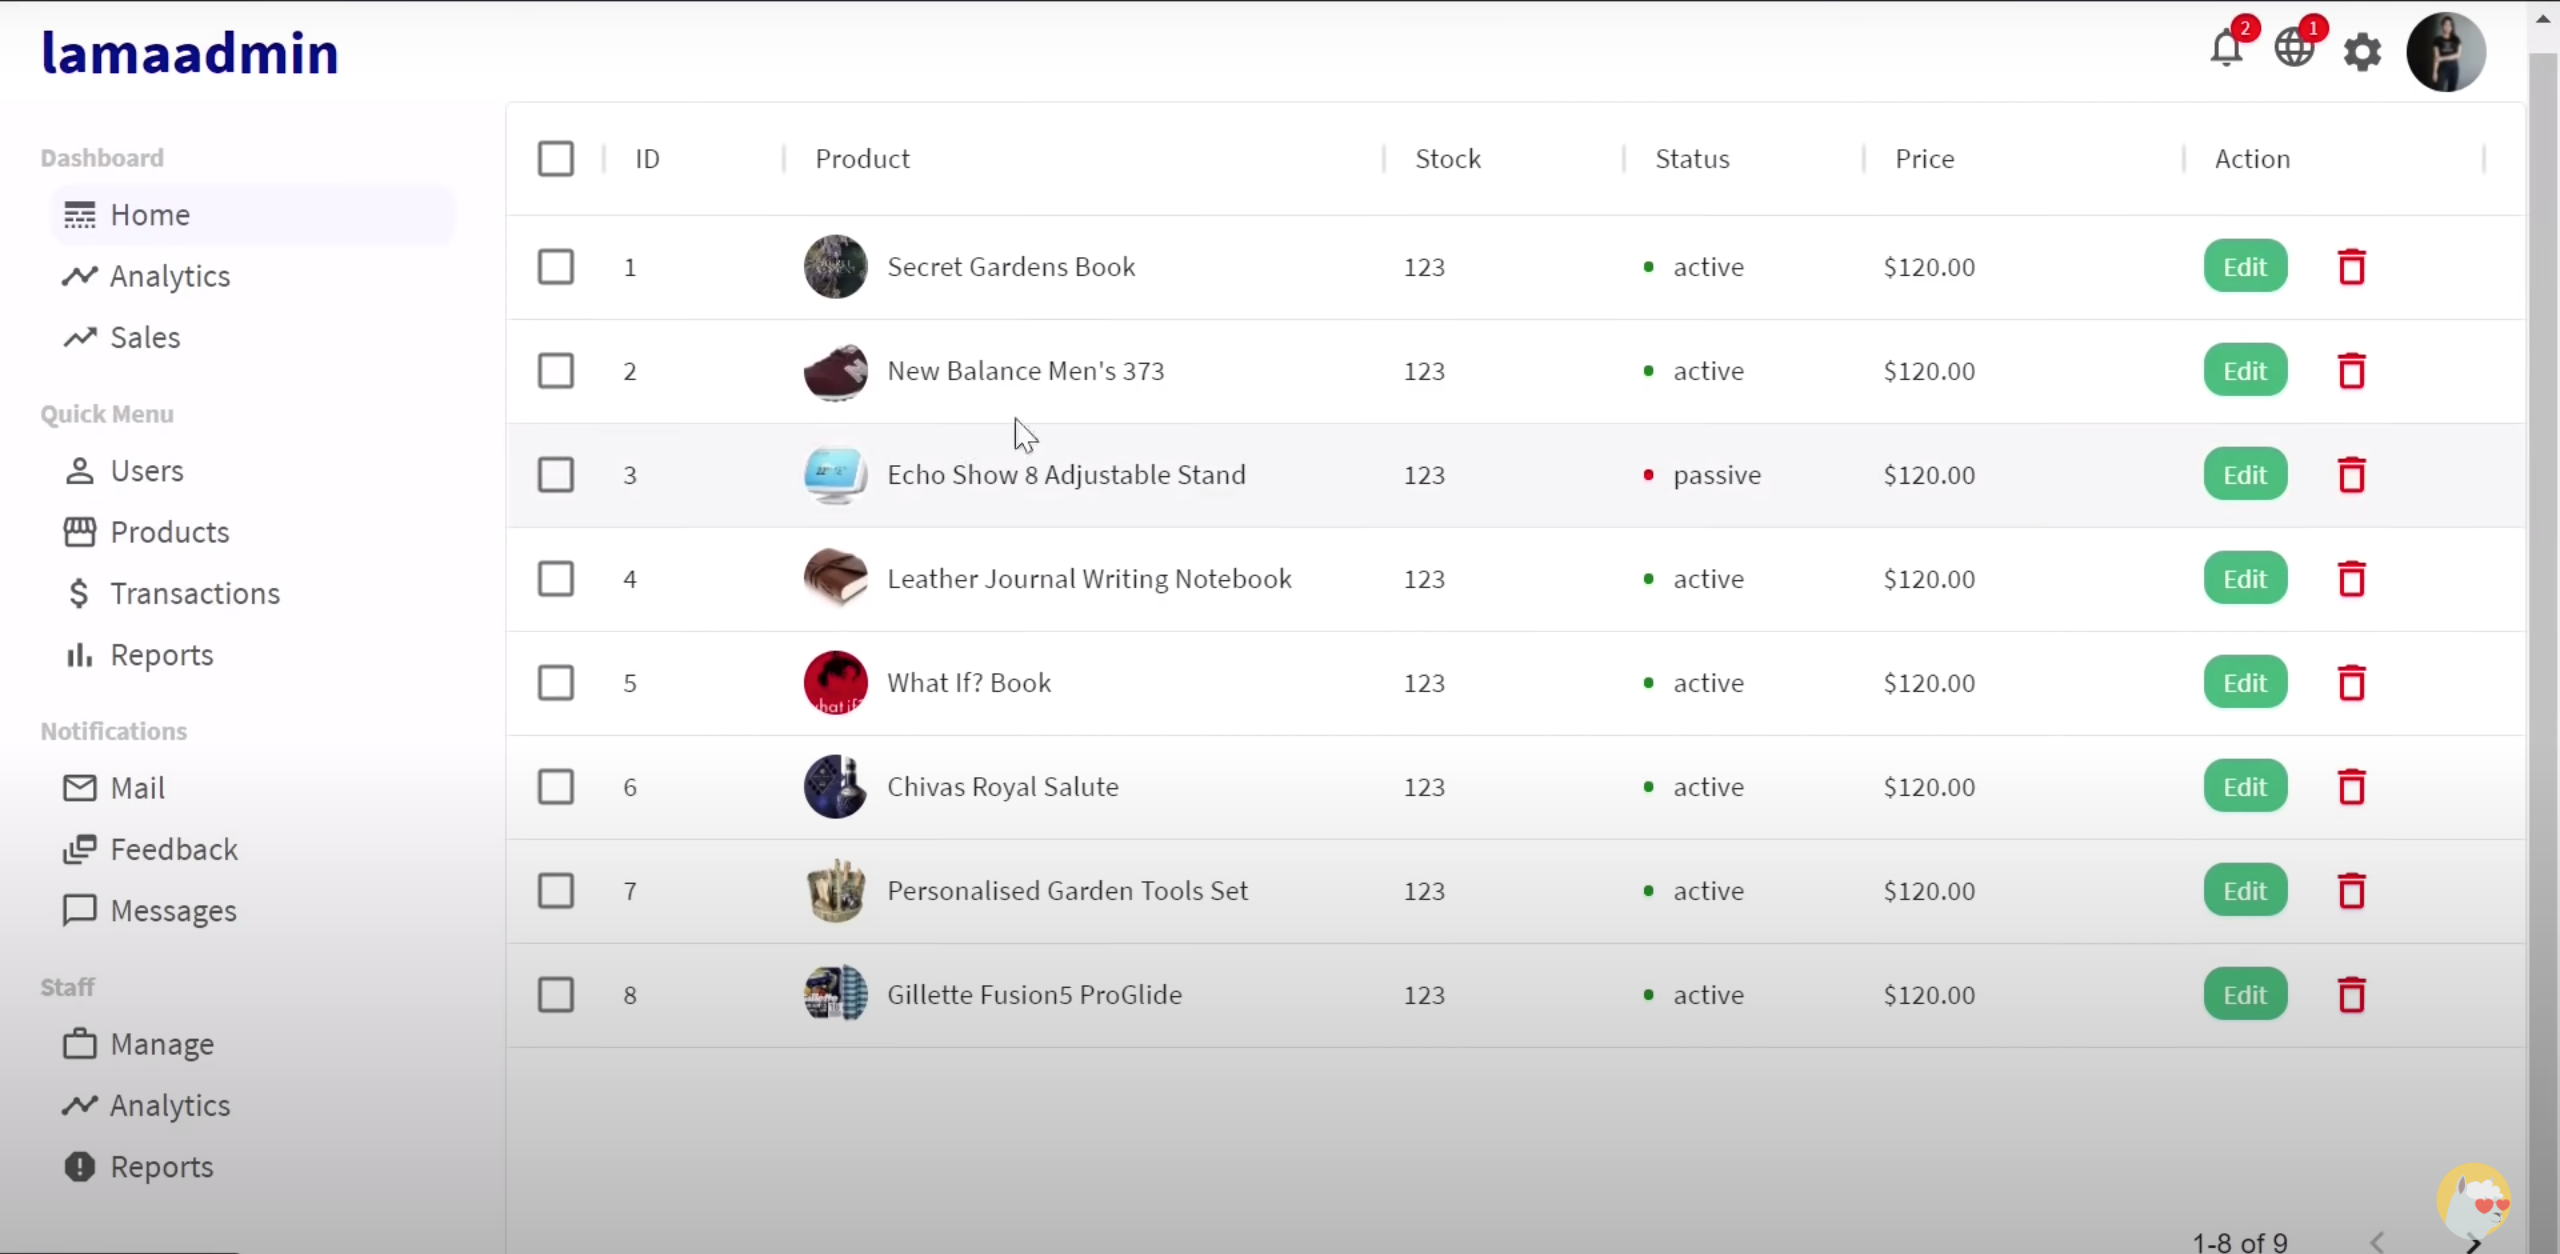 lamaadmin
2
1
Dashboard
Home
Analytics
Sales
Quick Menu
Users
Products
Transactions
Reports
Notifications
Mail
Feedback
Messages
Staff
Manage
Analytics
Reports
ID Product Stock Status Price Action
1 Secret Gardens Book 123 active $120.00 Edit
2 New Balance Men's 373 123 active $120.00 Edit
3 Echo Show 8 Adjustable Stand 123 passive $120.00 Edit
4 Leather Journal Writing Notebook 123 active $120.00 Edit
5 What If? Book 123 active $120.00 Edit
6 Chivas Royal Salute 123 active $120.00 Edit
7 Personalised Garden Tools Set 123 active $120.00 Edit
8 Gillette Fusion5 ProGlide 123 active $120.00 Edit
1-8 of 9